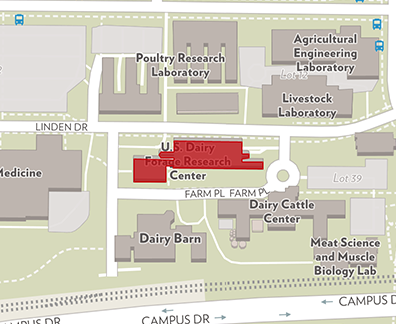 Agricultural
Engineering
Laboratory
Poultry Research
Laboratory
Lot 12
Livestock
Laboratory
LINDEN DR
U.S. Dairy
Forage Research
Center
Medicine
Lot 39
FARM PL FARM PL
Dairy Cattle
Center
Dairy Barn
Meat Science
and Muscle
Biology Lab
CAMPUS D
CAMPUS DR
PUS DR